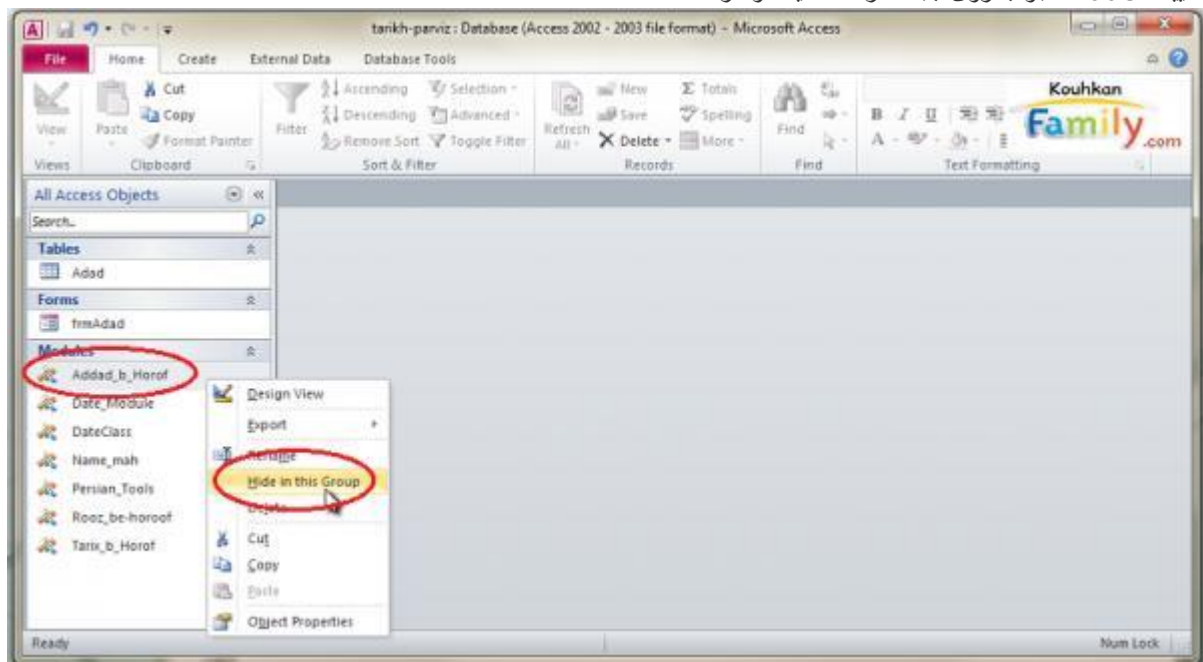 tarikh-parviz : Database (Access 2002 - 2003 file format) - Microsoft Access
File Home Create External Data Database Tools
View
Views
Paste
Cut
Copy
Format Painter
Clipboard
Filter
Ascending
Descending
Remove Sort
Selection
Advanced
Toggle Filter
Sort & Filter
Refresh
All
New
Save
Delete
Totals
Spelling
More
Records
Find
Find
B I U
A
Text Formatting
Kouhkan
Family.com
All Access Objects
Search...
Tables
Adad
Forms
frmAdad
Modules
Addad_b_Horof
Date_Module
DateClass
Name_mah
Persian_Tools
Rooz_be-horoof
Tarix_b_Horof
Design View
Export
Rename
Hide in this Group
Delete
Cut
Copy
Paste
Object Properties
Ready
Num Lock